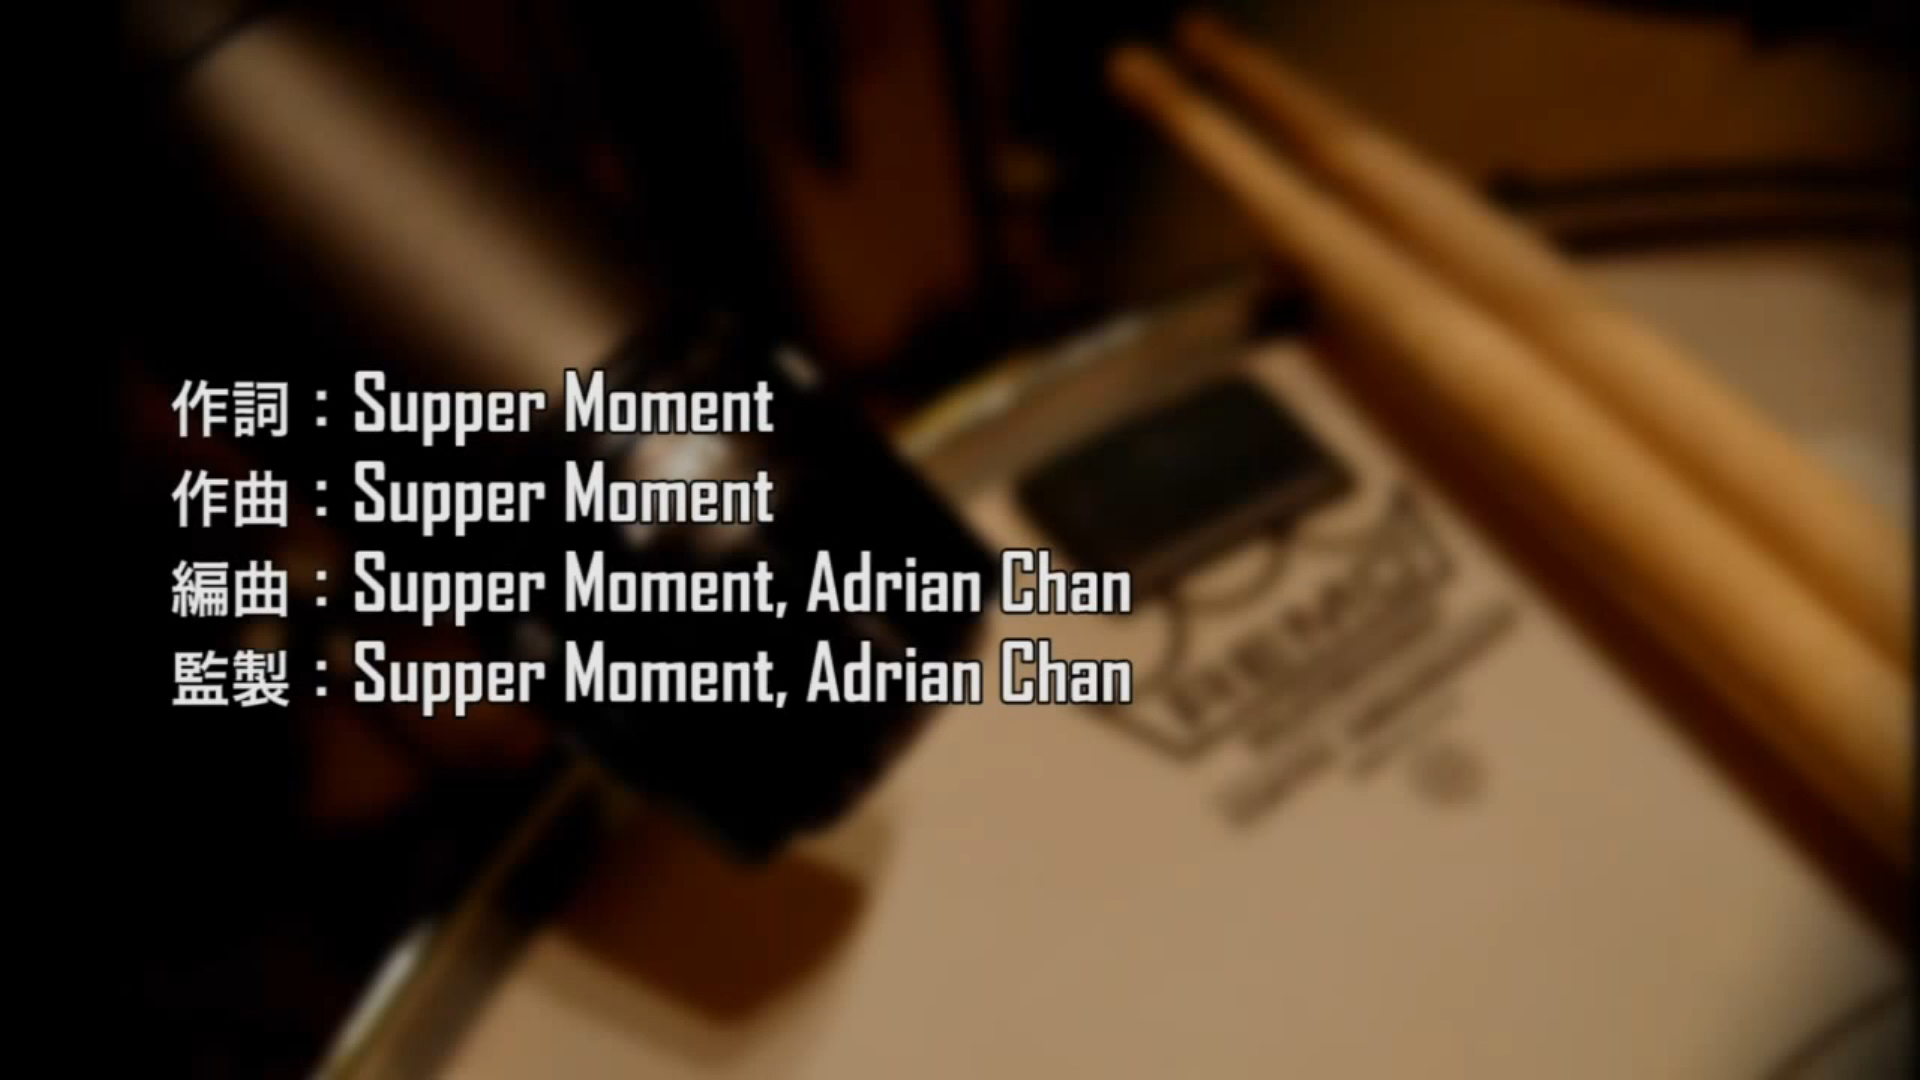 作詞：Supper Moment
作曲：Supper Moment
編曲：Supper Moment, Adrian Chan
監製：Supper Moment, Adrian Chan
REMO